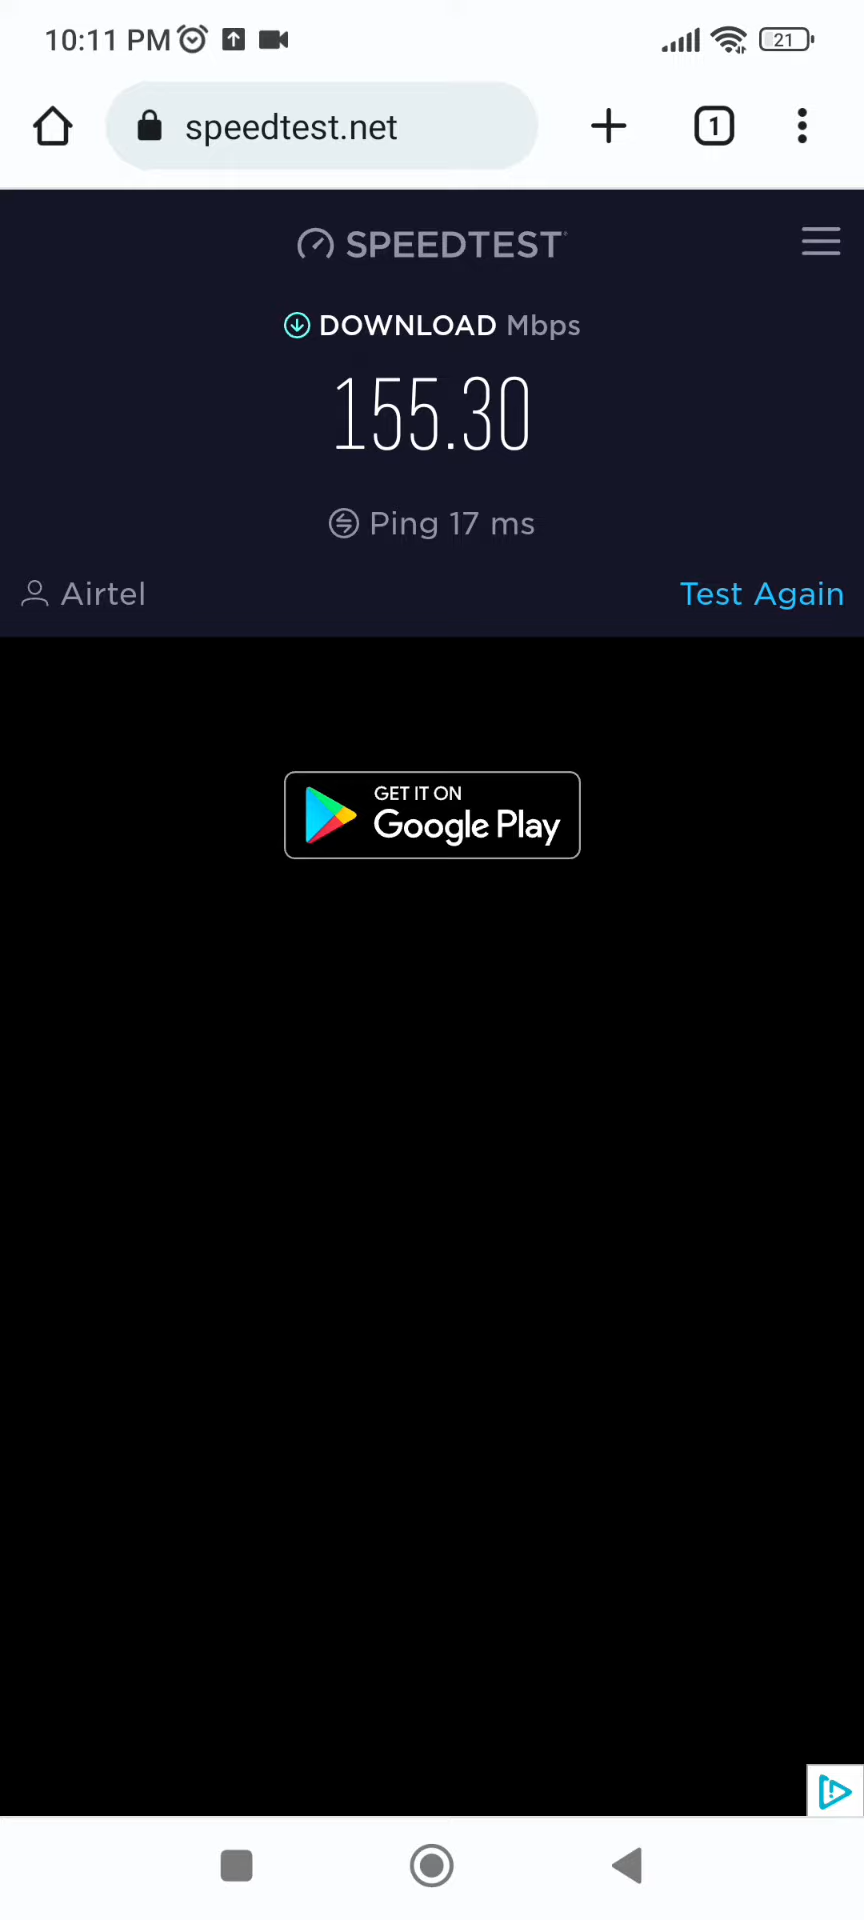 10:11 PM 21
speedtest.net 1
SPEEDTEST
DOWNLOAD Mbps
155.30
Ping 17 ms
Airtel Test Again
GET IT ON
Google Play